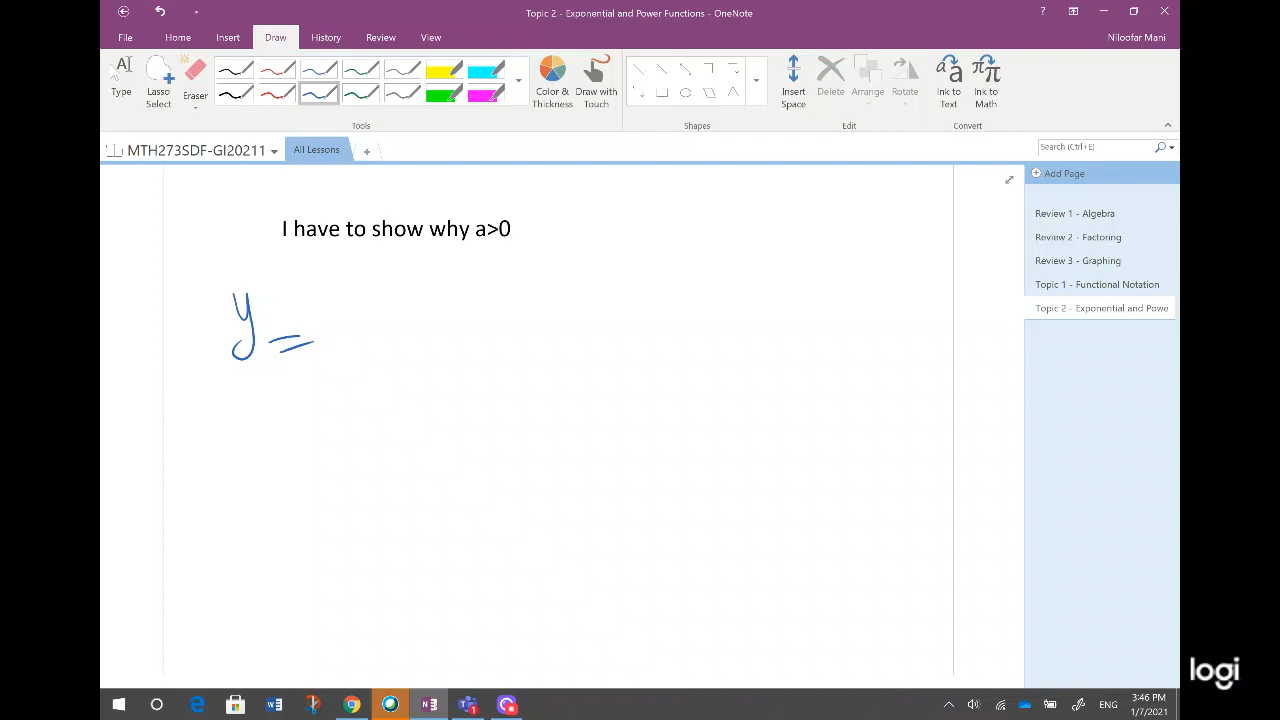 Topic 2 - Exponential and Power Functions - OneNote
?
File Home Insert Draw History Review View Niloofar Mani
Type
Lasso Select
Eraser
Color & Thickness
Draw with Touch
Insert Space
Delete
Arrange
Rotate
Ink to Text
Ink to Math
Tools Shapes Edit Convert
MTH273SDF-GI20211 All Lessons Search (Ctrl+E)
Add Page
Review 1 - Algebra
Review 2 - Factoring
Review 3 - Graphing
Topic 1 - Functional Notation
Topic 2 - Exponential and Powe
I have to show why a>0
y =
logi
ENG 3:46 PM
1/7/2021